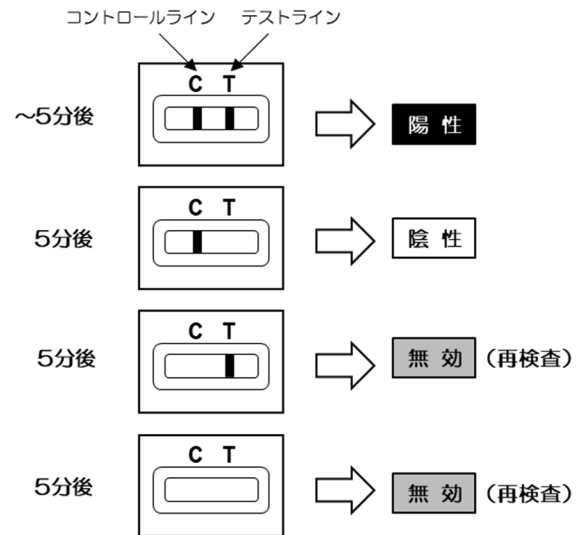 コントロールライン テストライン
C T
～5分後 陽 性
C T
5分後 陰 性
C T
5分後 無 効 （再検査）
C T
5分後 無 効 （再検査）